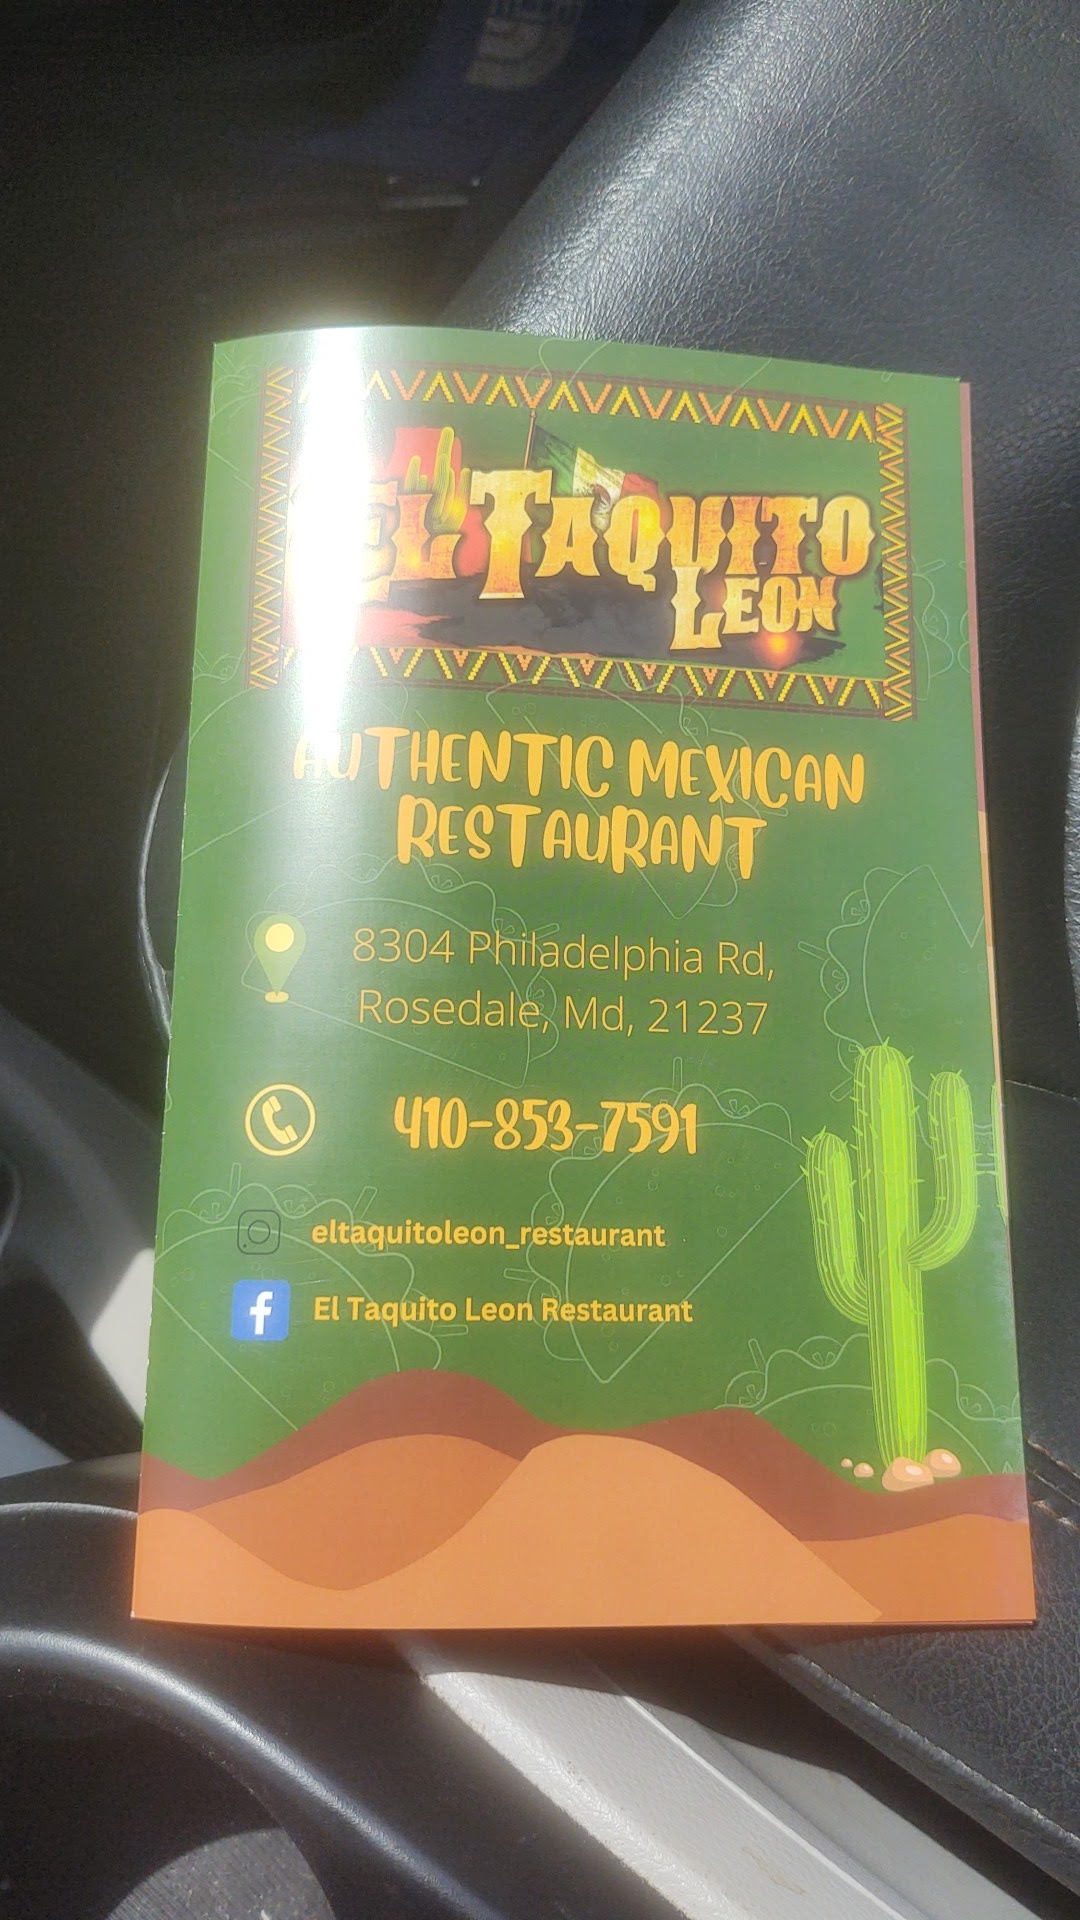 EL TAQUITO
LEON
AUTHENTIC MEXICAN
RESTAURANT
8304 Philadelphia Rd,
Rosedale, Md, 21237
410-853-7591
eltaquitoleon_restaurant
f El Taquito Leon Restaurant